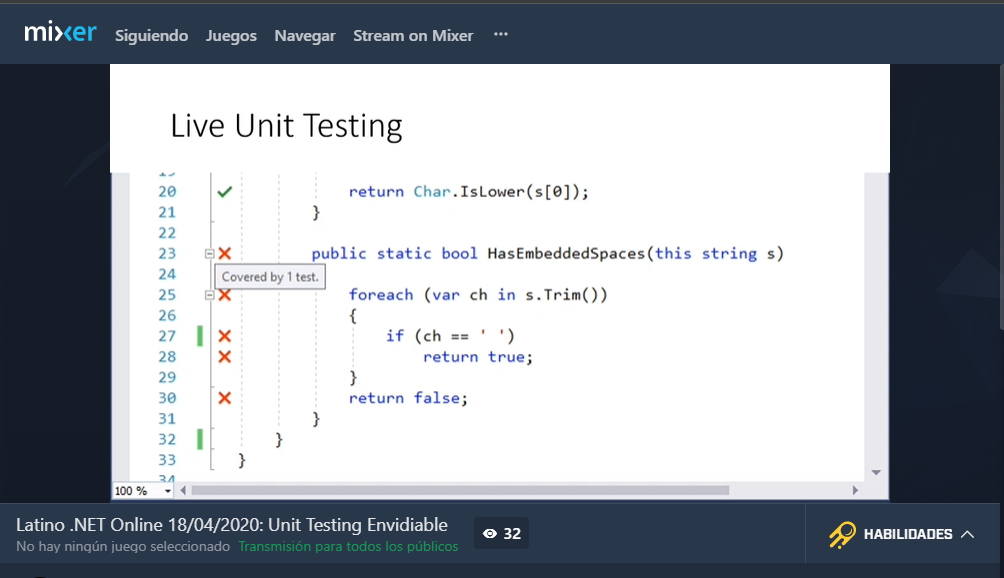 mixer Siguiendo Juegos Navegar Stream on Mixer ...
Live Unit Testing
19
20 return Char.IsLower(s[0]);
21 }
22
23 public static bool HasEmbeddedSpaces(this string s)
24 Covered by 1 test.
25 foreach (var ch in s.Trim())
26 {
27 if (ch == ' ')
28 return true;
29 }
30 return false;
31 }
32 }
33 }
34
100 %
Latino .NET Online 18/04/2020: Unit Testing Envidiable 32 HABILIDADES
No hay ningún juego seleccionado Transmisión para todos los públicos